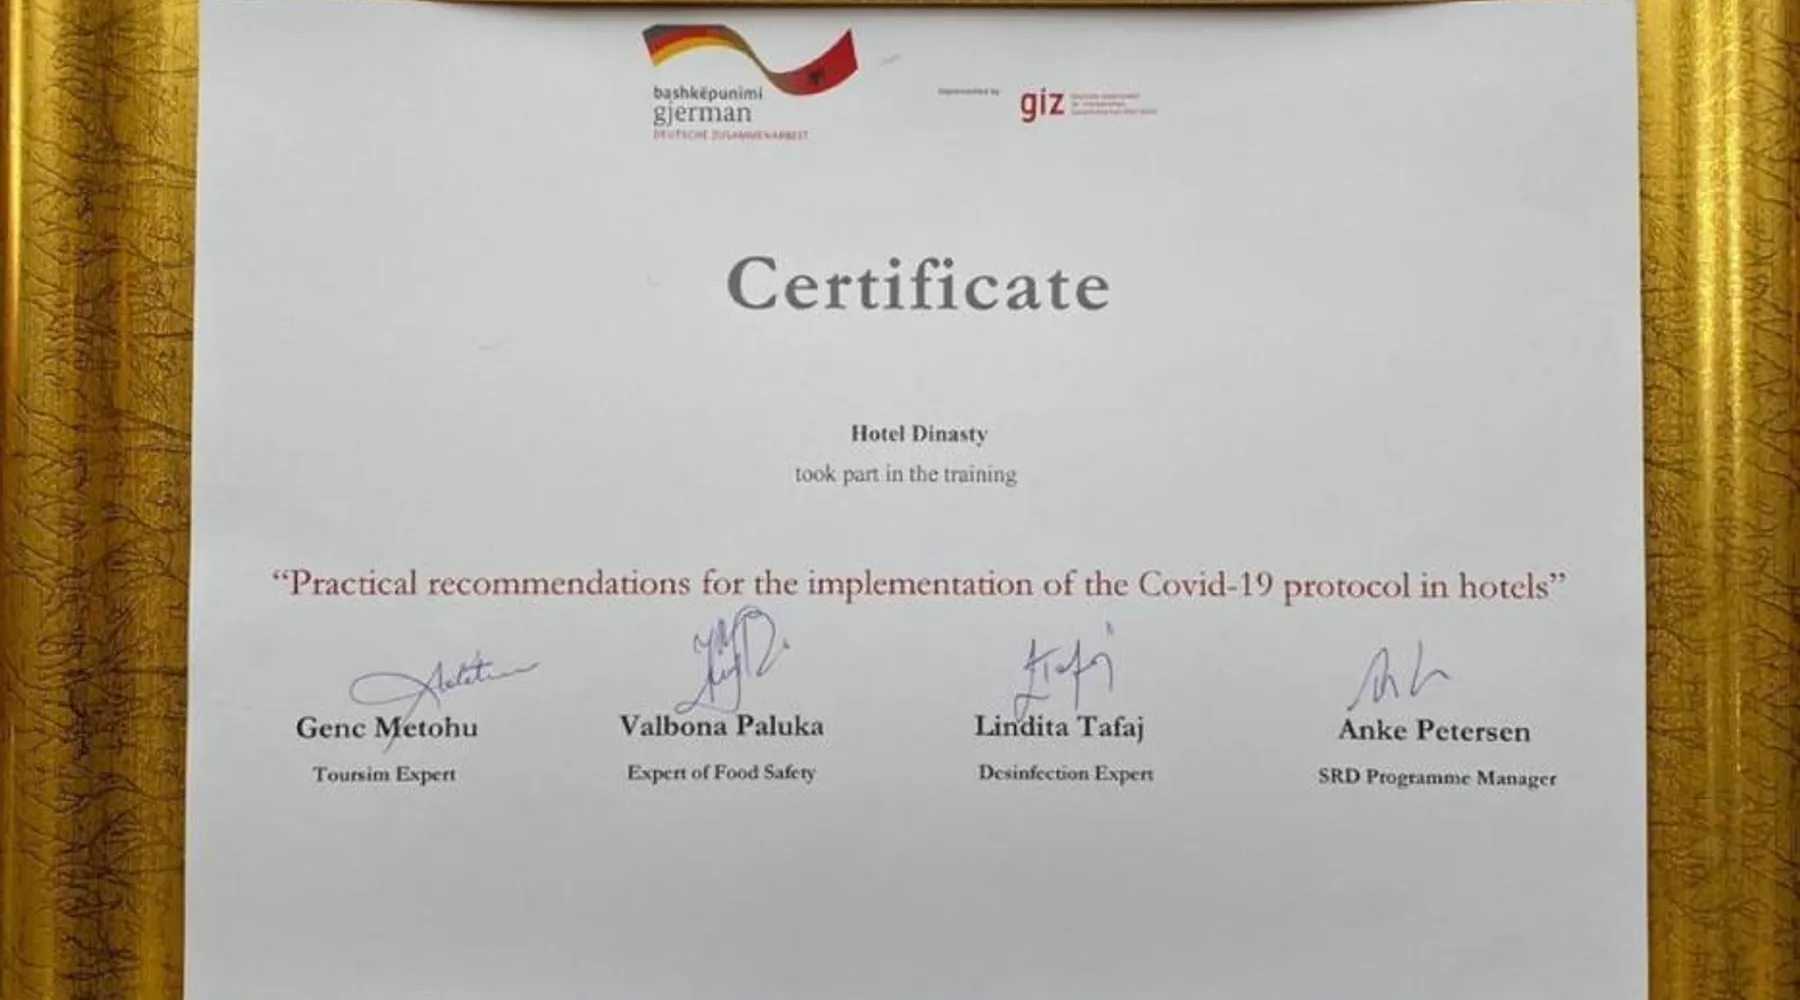 bashkëpunimi
gjerman
DEUTSCHE ZUSAMMENARBEIT
Implemented by
giz
Certificate
Hotel Dinasty
took part in the training
“Practical recommendations for the implementation of the Covid-19 protocol in hotels”
Genc Metohu
Valbona Paluka
Lindita Tafaj
Anke Petersen
Toursim Expert
Expert of Food Safety
Desinfection Expert
SRD Programme Manager